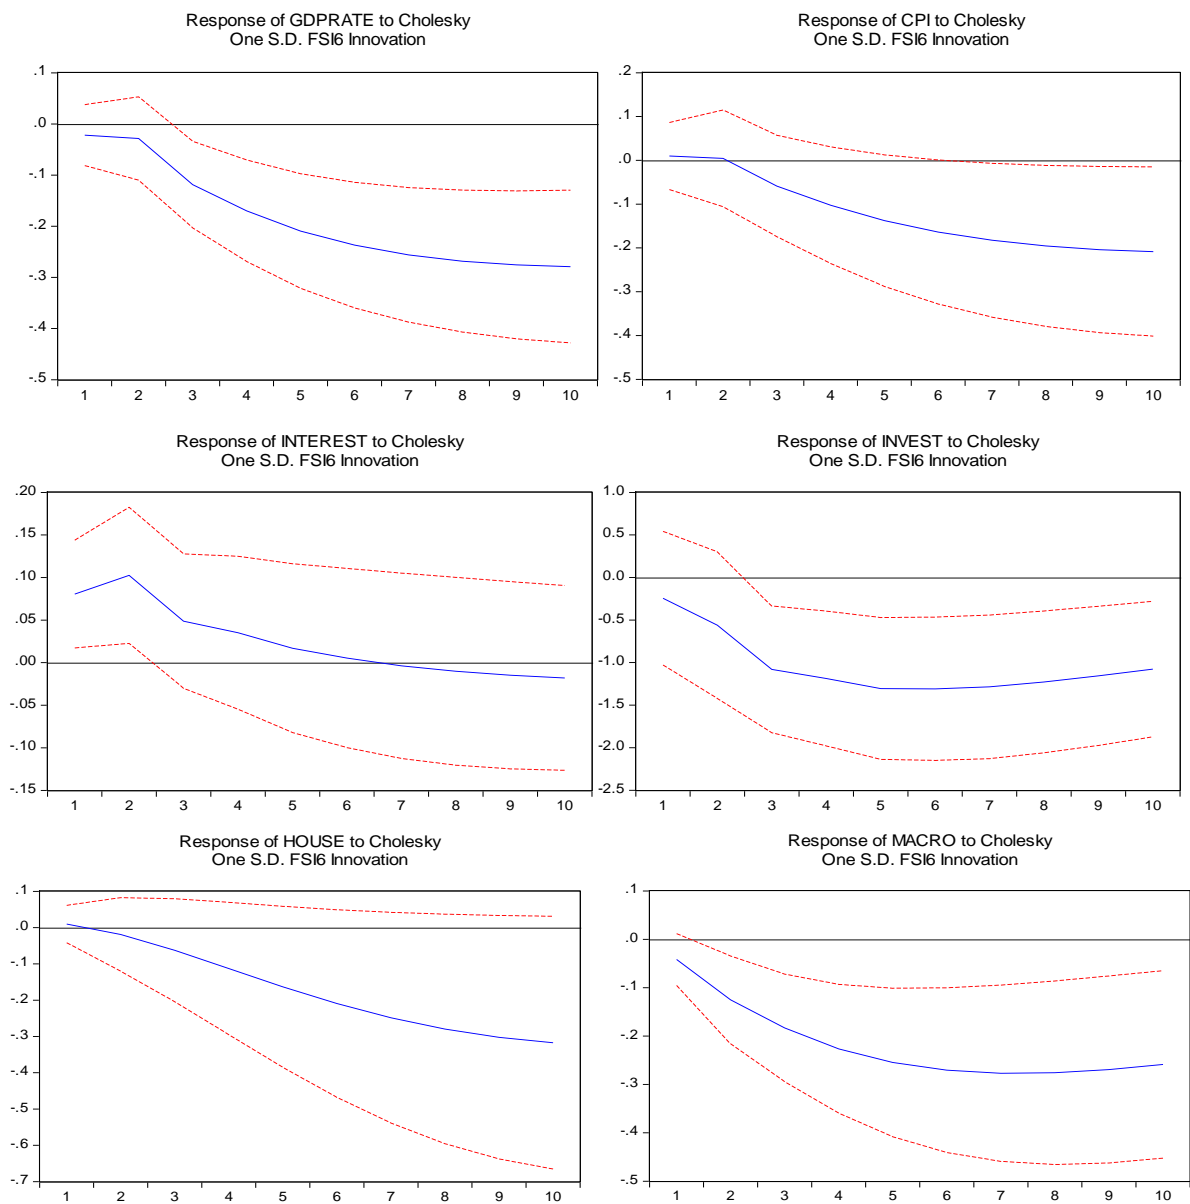 Response of GDPRATE to Cholesky
One S.D. FSI6 Innovation
.1
.0
-.1
-.2
-.3
-.4
-.5
1 2 3 4 5 6 7 8 9 10
Response of CPI to Cholesky
One S.D. FSI6 Innovation
.2
.1
.0
-.1
-.2
-.3
-.4
-.5
1 2 3 4 5 6 7 8 9 10
Response of INTEREST to Cholesky
One S.D. FSI6 Innovation
.20
.15
.10
.05
.00
-.05
-.10
-.15
1 2 3 4 5 6 7 8 9 10
Response of INVEST to Cholesky
One S.D. FSI6 Innovation
1.0
0.5
0.0
-0.5
-1.0
-1.5
-2.0
-2.5
1 2 3 4 5 6 7 8 9 10
Response of HOUSE to Cholesky
One S.D. FSI6 Innovation
.1
.0
-.1
-.2
-.3
-.4
-.5
-.6
-.7
1 2 3 4 5 6 7 8 9 10
Response of MACRO to Cholesky
One S.D. FSI6 Innovation
.1
.0
-.1
-.2
-.3
-.4
-.5
1 2 3 4 5 6 7 8 9 10